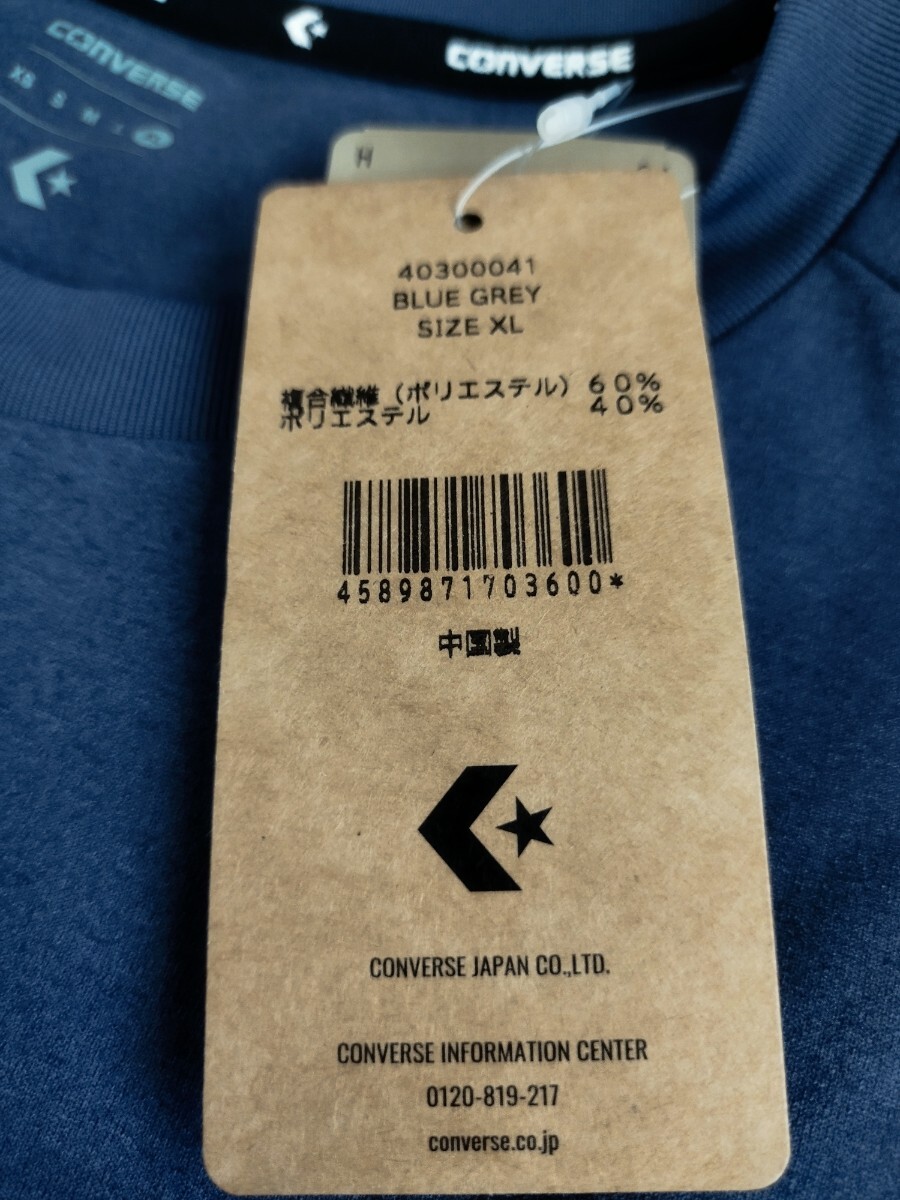 CONVERSE
CONVERSE
XS S M
40300041
BLUE GREY
SIZE XL
複合繊維（ポリエステル） 60%
ポリエステル 40%
4589871703600*
中国製
CONVERSE JAPAN CO.,LTD.
CONVERSE INFORMATION CENTER
0120-819-217
converse.co.jp